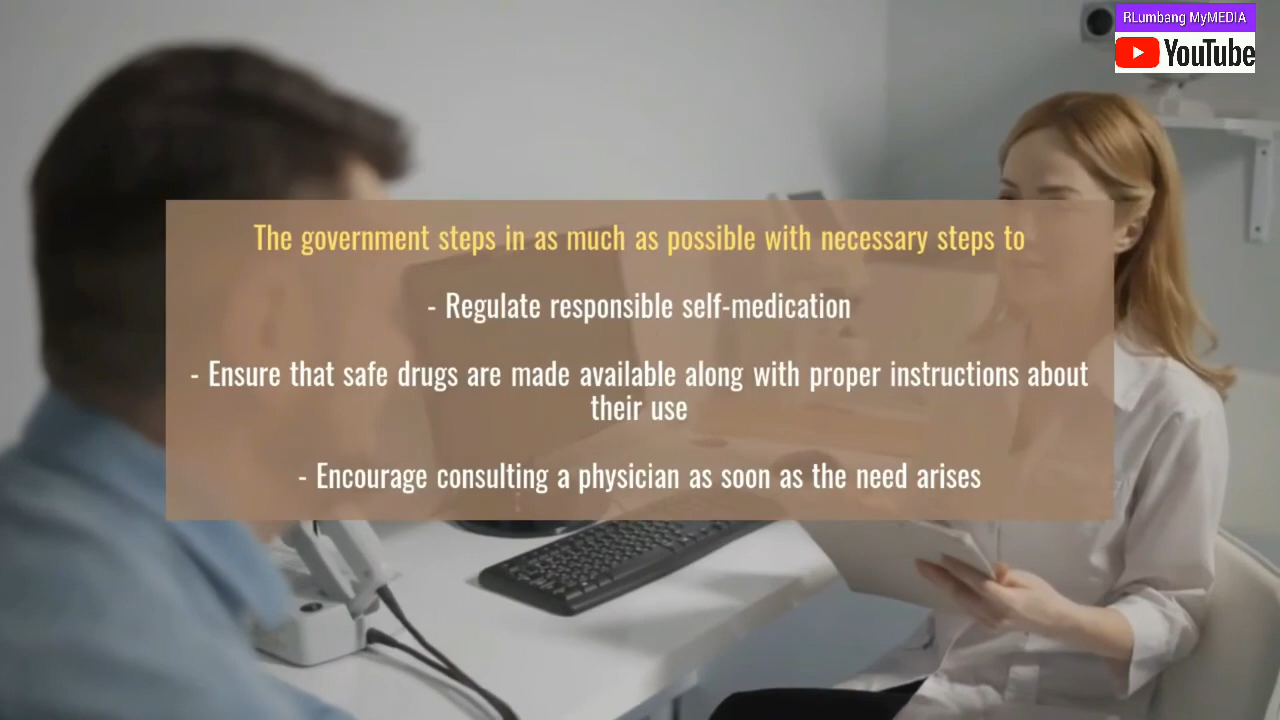 RLumbang MyMEDIA
YouTube
The government steps in as much as possible with necessary steps to
- Regulate responsible self-medication
- Ensure that safe drugs are made available along with proper instructions about
their use
- Encourage consulting a physician as soon as the need arises